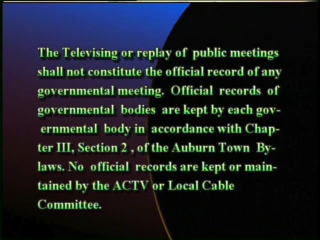 The Televising or replay of public meetings
shall not constitute the official record of any
governmental meeting. Official records of
governmental bodies are kept by each gov-
ernmental body in accordance with Chap-
ter III, Section 2 , of the Auburn Town By-
laws. No official records are kept or main-
tained by the ACTV or Local Cable
Committee.